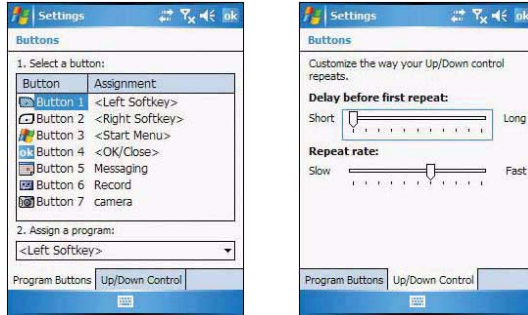 Settings ok
Buttons
1. Select a button:
Button Assignment
Button 1 <Left Softkey>
Button 2 <Right Softkey>
Button 3 <Start Menu>
ok Button 4 <OK/Close>
Button 5 Messaging
Button 6 Record
Button 7 camera
2. Assign a program:
<Left Softkey>
Program Buttons Up/Down Control
Settings ok
Buttons
Customize the way your Up/Down control
repeats.
Delay before first repeat:
Short Long
Repeat rate:
Slow Fast
Program Buttons Up/Down Control